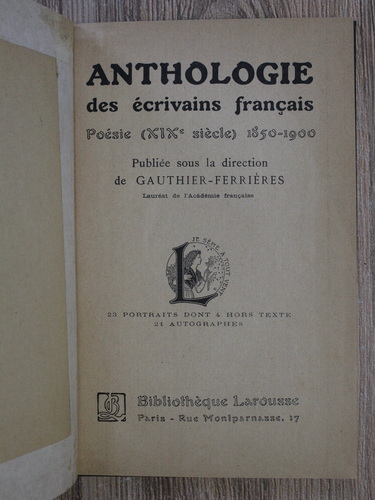 ANTHOLOGIE
des écrivains français
Poésie (XIXe siècle) 1850-1900
Publiée sous la direction
de GAUTHIER-FERRIÈRES
Lauréat de l'Académie française
JE SÈME À TOUT VENT
L
23 PORTRAITS DONT 4 HORS TEXTE
21 AUTOGRAPHES
Bibliothèque Larousse
Paris - Rue Montparnasse, 17